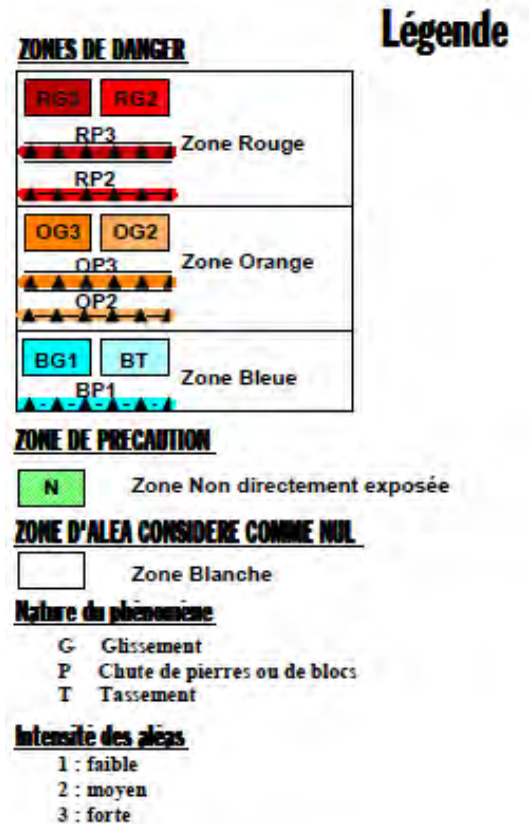 Légende
ZONES DE DANGER
RG3 RG2
RP3
Zone Rouge
RP2
OG3 OG2
OP3
Zone Orange
OP2
BG1 BT
Zone Bleue
BP1
ZONE DE PRECAUTION
N Zone Non directement exposée
ZONE D'ALEA CONSIDERE COMME NUL
Zone Blanche
Nature du phénomène
G Glissement
P Chute de pierres ou de blocs
T Tassement
Intensité des aléas
1 : faible
2 : moyen
3 : forte